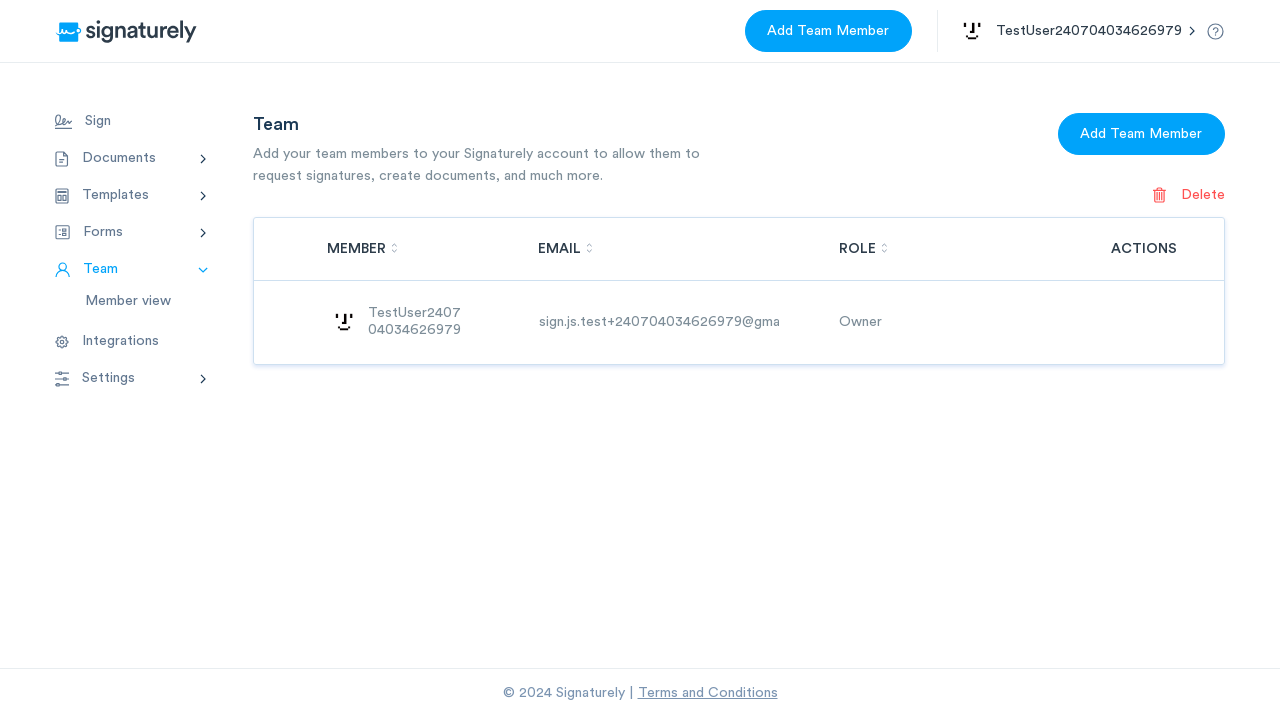 signaturely
Add Team Member
TestUser240704034626979
Sign
Documents
Templates
Forms
Team
Member view
Integrations
Settings
Team
Add your team members to your Signaturely account to allow them to
request signatures, create documents, and much more.
Add Team Member
Delete
MEMBER EMAIL ROLE ACTIONS
TestUser2407
04034626979
sign.js.test+240704034626979@gma
Owner
© 2024 Signaturely | Terms and Conditions